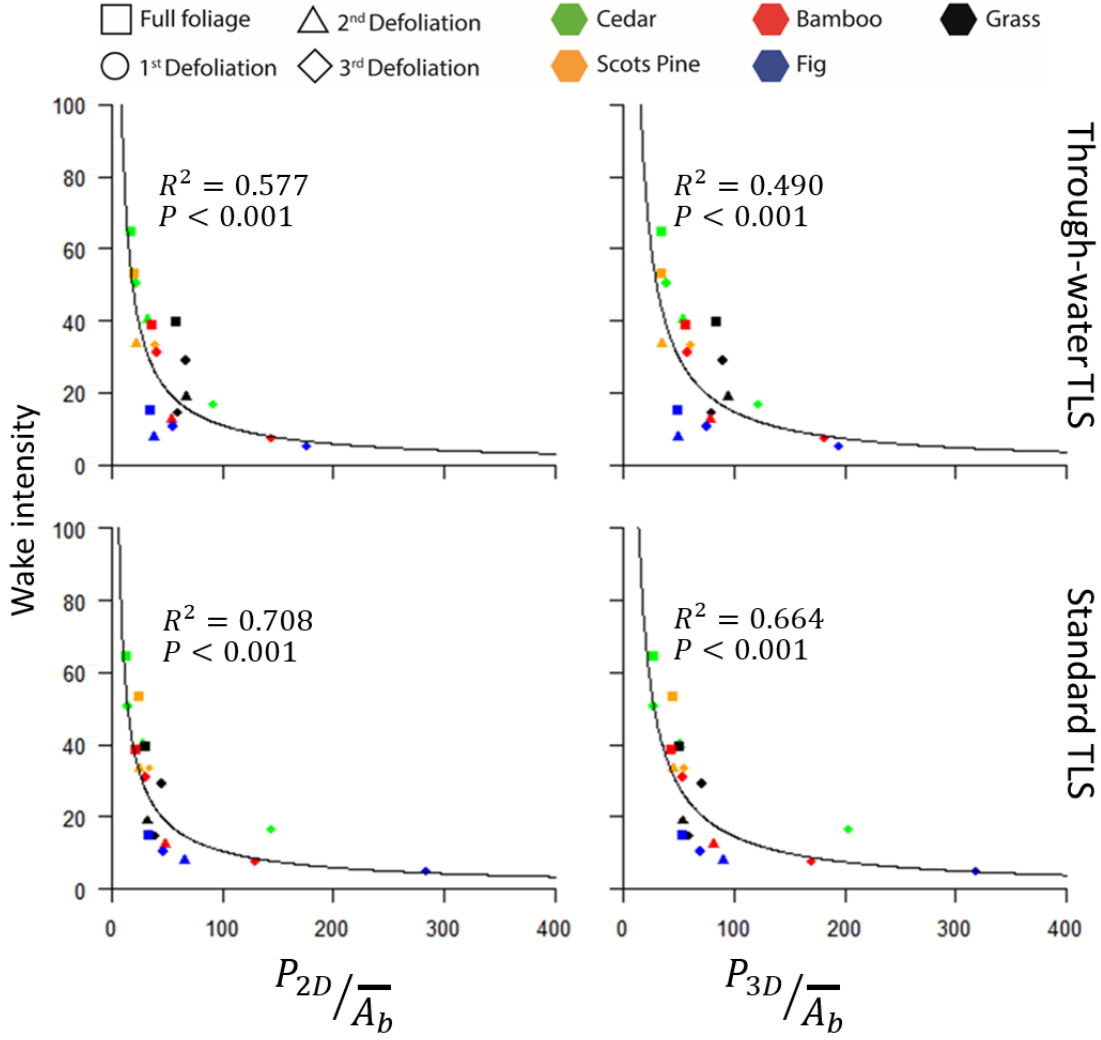 Full foliage 2nd Defoliation Cedar Bamboo Grass
1st Defoliation 3rd Defoliation Scots Pine Fig
Wake intensity
Through-water TLS
Standard TLS
100
80
60
40
20
0
R² = 0.577
P < 0.001
R² = 0.490
P < 0.001
100
80
60
40
20
0
R² = 0.708
P < 0.001
R² = 0.664
P < 0.001
0 100 200 300 400
0 100 200 300 400
P2D/Ā_b
P3D/Ā_b